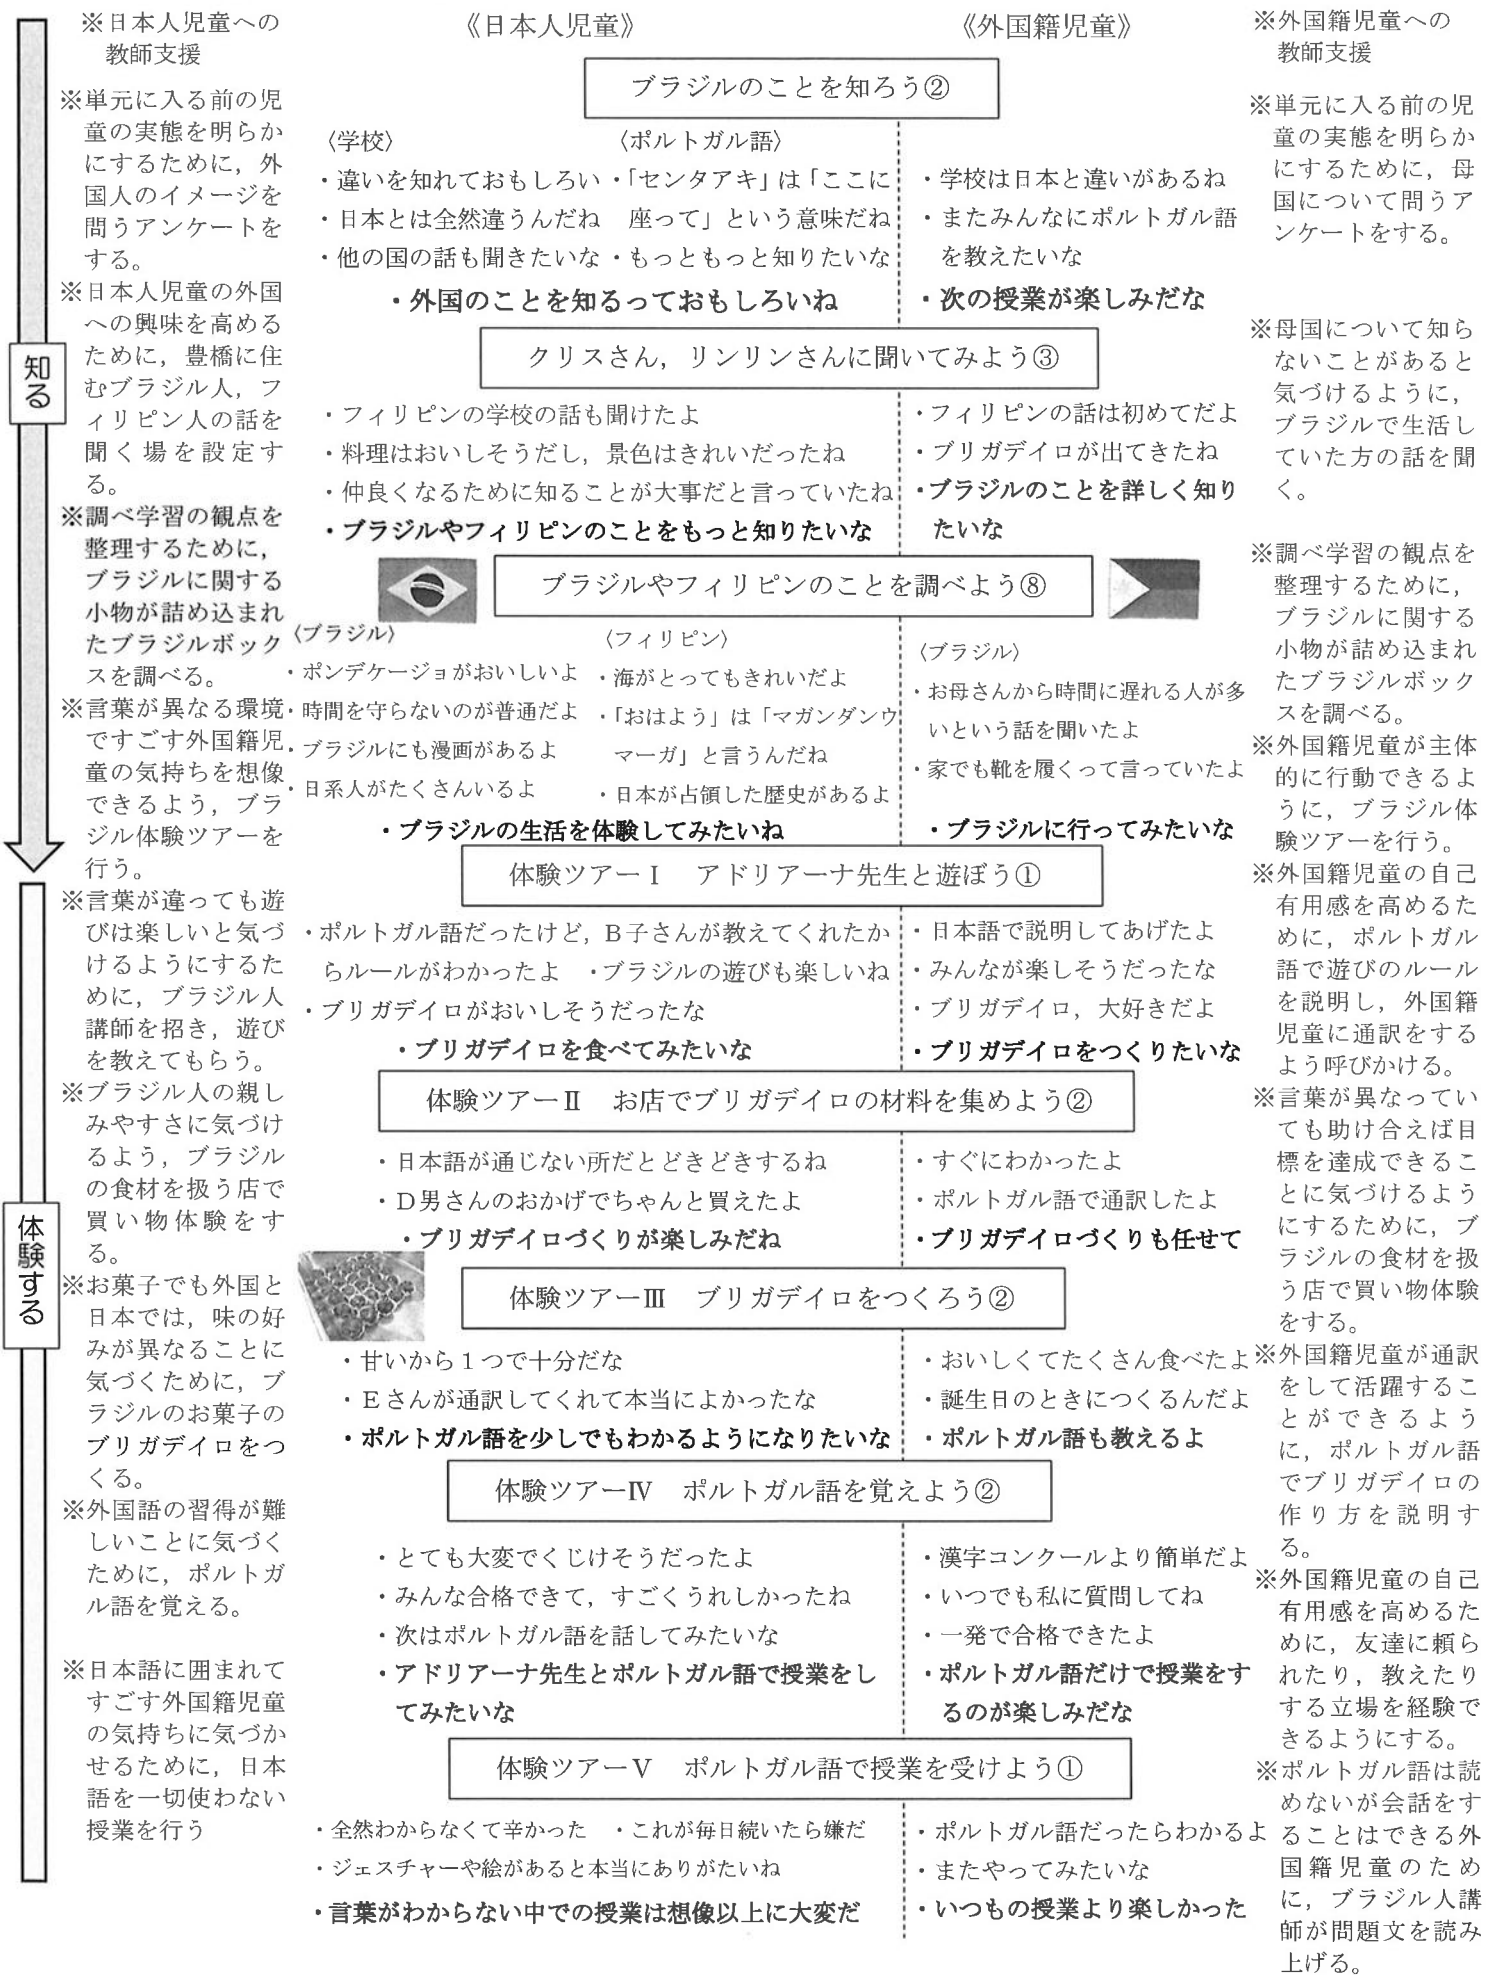 ※日本人児童への
教師支援
※単元に入る前の児
童の実態を明らか
にするために，外
国人のイメージを
問うアンケートを
する。
※日本人児童の外国
への興味を高める
ために，豊橋に住
むブラジル人，フ
ィリピン人の話を
聞く場を設定す
る。
※調べ学習の観点を
整理するために，
ブラジルに関する
小物が詰め込まれ
たブラジルボック
スを調べる。
※言葉が異なる環境
ですごす外国籍児
童の気持ちを想像
できるよう，ブラ
ジル体験ツアーを
行う。
※言葉が違っても遊
びは楽しいと気づ
けるようにするた
めに，ブラジル人
講師を招き，遊び
を教えてもらう。
※ブラジル人の親し
みやすさに気づけ
るよう，ブラジル
の食材を扱う店で
買い物体験をす
る。
※お菓子でも外国と
日本では，味の好
みが異なることに
気づくために，ブ
ラジルのお菓子の
ブリガデイロをつ
くる。
※外国語の習得が難
しいことに気づく
ために，ポルトガ
ル語を覚える。
※日本語に囲まれて
すごす外国籍児童
の気持ちに気づか
せるために，日本
語を一切使わない
授業を行う
知る
体験する
《日本人児童》
《外国籍児童》
ブラジルのことを知ろう②
〈学校〉
・違いを知れておもしろい
・日本とは全然違うんだね
・他の国の話も聞きたいな
〈ポルトガル語〉
・「センタアキ」は「ここに
座って」という意味だね
・もっともっと知りたいな
・外国のことを知るっておもしろいね
・学校は日本と違いがあるね
・またみんなにポルトガル語
を教えたいな
・次の授業が楽しみだな
クリスさん，リンリンさんに聞いてみよう③
・フィリピンの学校の話も聞けたよ
・料理はおいしそうだし，景色はきれいだったね
・仲良くなるために知ることが大事だと言っていたね
・ブラジルやフィリピンのことをもっと知りたいな
・フィリピンの話は初めてだよ
・ブリガデイロが出てきたね
・ブラジルのことを詳しく知り
たいな
ブラジルやフィリピンのことを調べよう⑧
〈ブラジル〉
・ポンデケージョがおいしいよ
・時間を守らないのが普通だよ
・ブラジルにも漫画があるよ
・日系人がたくさんいるよ
〈フィリピン〉
・海がとってもきれいだよ
・「おはよう」は「マガンダンウ
マーガ」と言うんだね
・日本が占領した歴史があるよ
・ブラジルの生活を体験してみたいね
〈ブラジル〉
・お母さんから時間に遅れる人が多
いという話を聞いたよ
・家でも靴を履くって言っていたよ
・ブラジルに行ってみたいな
体験ツアーⅠ　アドリアーナ先生と遊ぼう①
・ポルトガル語だったけど，Ｂ子さんが教えてくれたか
らルールがわかったよ　・ブラジルの遊びも楽しいね
・ブリガデイロがおいしそうだったな
・ブリガデイロを食べてみたいな
・日本語で説明してあげたよ
・みんなが楽しそうだったな
・ブリガデイロ，大好きだよ
・ブリガデイロをつくりたいな
体験ツアーⅡ　お店でブリガデイロの材料を集めよう②
・日本語が通じない所だとどきどきするね
・Ｄ男さんのおかげでちゃんと買えたよ
・ブリガデイロづくりが楽しみだね
・すぐにわかったよ
・ポルトガル語で通訳したよ
・ブリガデイロづくりも任せて
体験ツアーⅢ　ブリガデイロをつくろう②
・甘いから１つで十分だな
・Ｅさんが通訳してくれて本当によかったな
・ポルトガル語を少しでもわかるようになりたいな
・おいしくてたくさん食べたよ
・誕生日のときにつくるんだよ
・ポルトガル語も教えるよ
体験ツアーⅣ　ポルトガル語を覚えよう②
・とても大変でくじけそうだったよ
・みんな合格できて，すごくうれしかったね
・次はポルトガル語を話してみたいな
・アドリアーナ先生とポルトガル語で授業をし
てみたいな
・漢字コンクールより簡単だよ
・いつでも私に質問してね
・一発で合格できたよ
・ポルトガル語だけで授業をす
るのが楽しみだな
体験ツアーⅤ　ポルトガル語で授業を受けよう①
・全然わからなくて辛かった　・これが毎日続いたら嫌だ
・ジェスチャーや絵があると本当にありがたいね
・言葉がわからない中での授業は想像以上に大変だ
・ポルトガル語だったらわかるよ
・またやってみたいな
・いつもの授業より楽しかった
※外国籍児童への
教師支援
※単元に入る前の児
童の実態を明らか
にするために，母
国について問うア
ンケートをする。
※母国について知ら
ないことがあると
気づけるように，
ブラジルで生活し
ていた方の話を聞
く。
※調べ学習の観点を
整理するために，
ブラジルに関する
小物が詰め込まれ
たブラジルボック
スを調べる。
※外国籍児童が主体
的に行動できるよ
うに，ブラジル体
験ツアーを行う。
※外国籍児童の自己
有用感を高めるた
めに，ポルトガル
語で遊びのルール
を説明し，外国籍
児童に通訳をする
よう呼びかける。
※言葉が異なってい
ても助け合えば目
標を達成できるこ
とに気づけるよう
にするために，ブ
ラジルの食材を扱
う店で買い物体験
をする。
※外国籍児童が通訳
をして活躍するこ
とができるよう
に，ポルトガル語
でブリガデイロの
作り方を説明す
る。
※外国籍児童の自己
有用感を高めるた
めに，友達に頼ら
れたり，教えたり
する立場を経験で
きるようにする。
※ポルトガル語は読
めないが会話をす
ることはできる外
国籍児童のため
に，ブラジル人講
師が問題文を読み
上げる。